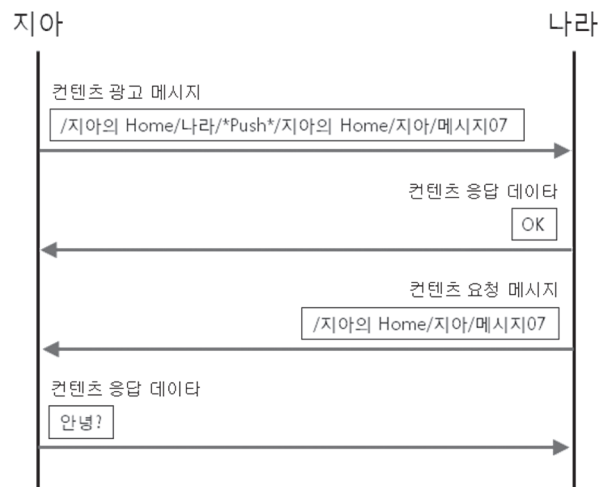 지아 나라
컨텐츠 광고 메시지
/지아의 Home/나라/*Push*/지아의 Home/지아/메시지07
컨텐츠 응답 데이타
OK
컨텐츠 요청 메시지
/지아의 Home/지아/메시지07
컨텐츠 응답 데이타
안녕?